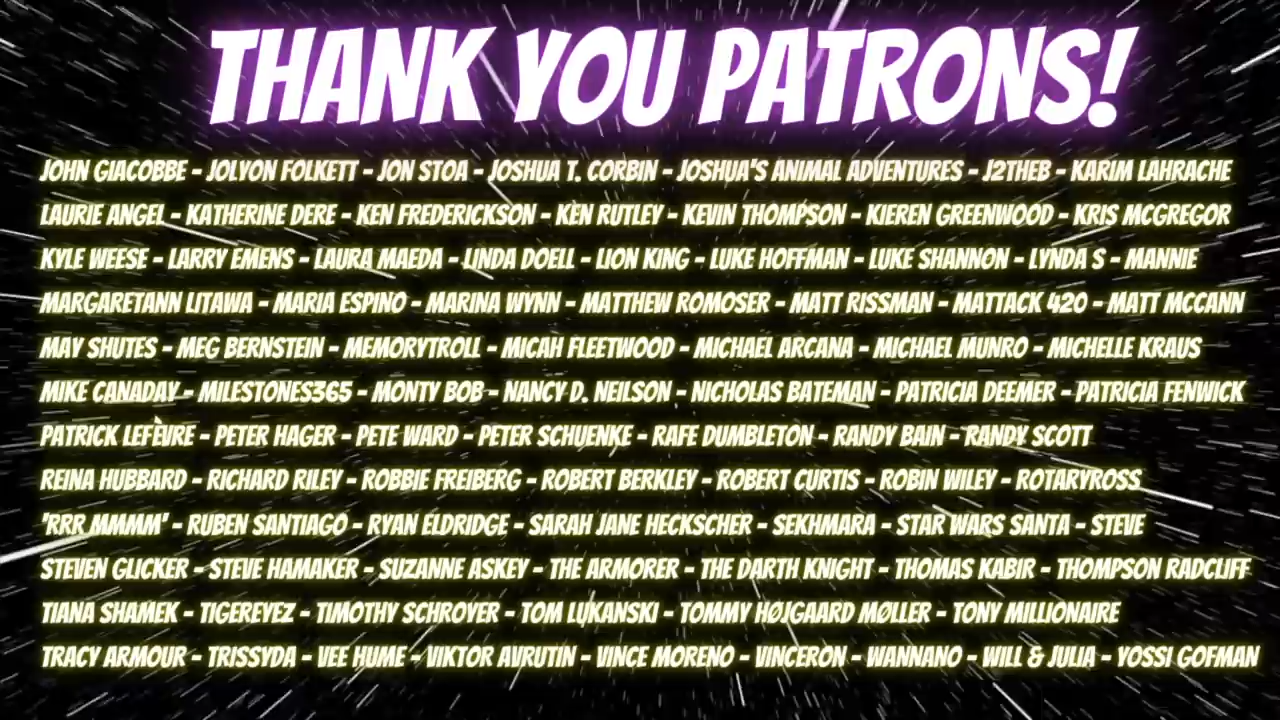 THANK YOU PATRONS!
JOHN GIACOBBE - JOLYON FOLKETT - JON STOA - JOSHUA T. CORBIN - JOSHUA'S ANIMAL ADVENTURES - J2THEB - KARIM LAHRACHE
LAURIE ANGEL - KATHERINE DERE - KEN FREDERICKSON - KEN RUTLEY - KEVIN THOMPSON - KIEREN GREENWOOD - KRIS MCGREGOR
KYLE WEESE - LARRY EMENS - LAURA MAEDA - LINDA DOELL - LION KING - LUKE HOFFMAN - LUKE SHANNON - LYNDA S - MANNIE
MARGARETANN LITAWA - MARIA ESPINO - MARINA WYNN - MATTHEW ROMOSER - MATT RISSMAN - MATTACK 420 - MATT MCCANN
MAY SHUTES - MEG BERNSTEIN - MEMORYTROLL - MICAH FLEETWOOD - MICHAEL ARCANA - MICHAEL MUNRO - MICHELLE KRAUS
MIKE CANADAY - MILESTONES365 - MONTY BOB - NANCY D. NEILSON - NICHOLAS BATEMAN - PATRICIA DEEMER - PATRICIA FENWICK
PATRICK LEFÈVRE - PETER HAGER - PETE WARD - PETER SCHUENKE - RAFE DUMBLETON - RANDY BAIN - RANDY SCOTT
REINA HUBBARD - RICHARD RILEY - ROBBIE FREIBERG - ROBERT BERKLEY - ROBERT CURTIS - ROBIN WILEY - ROTARYROSS
'RRR MMMM' - RUBEN SANTIAGO - RYAN ELDRIDGE - SARAH JANE HECKSCHER - SEKHMARA - STAR WARS SANTA - STEVE
STEVEN GLICKER - STEVE HAMAKER - SUZANNE ASKEY - THE ARMORER - THE DARTH KNIGHT - THOMAS KABIR - THOMPSON RADCLIFF
TIANA SHAMEK - TIGEREYEZ - TIMOTHY SCHROYER - TOM LUKANSKI - TOMMY HØJGAARD MØLLER - TONY MILLIONAIRE
TRACY ARMOUR - TRISSYDA - VEE HUME - VIKTOR AVRUTIN - VINCE MORENO - VINCERON - WANNANO - WILL & JULIA - YOSSI GOFMAN